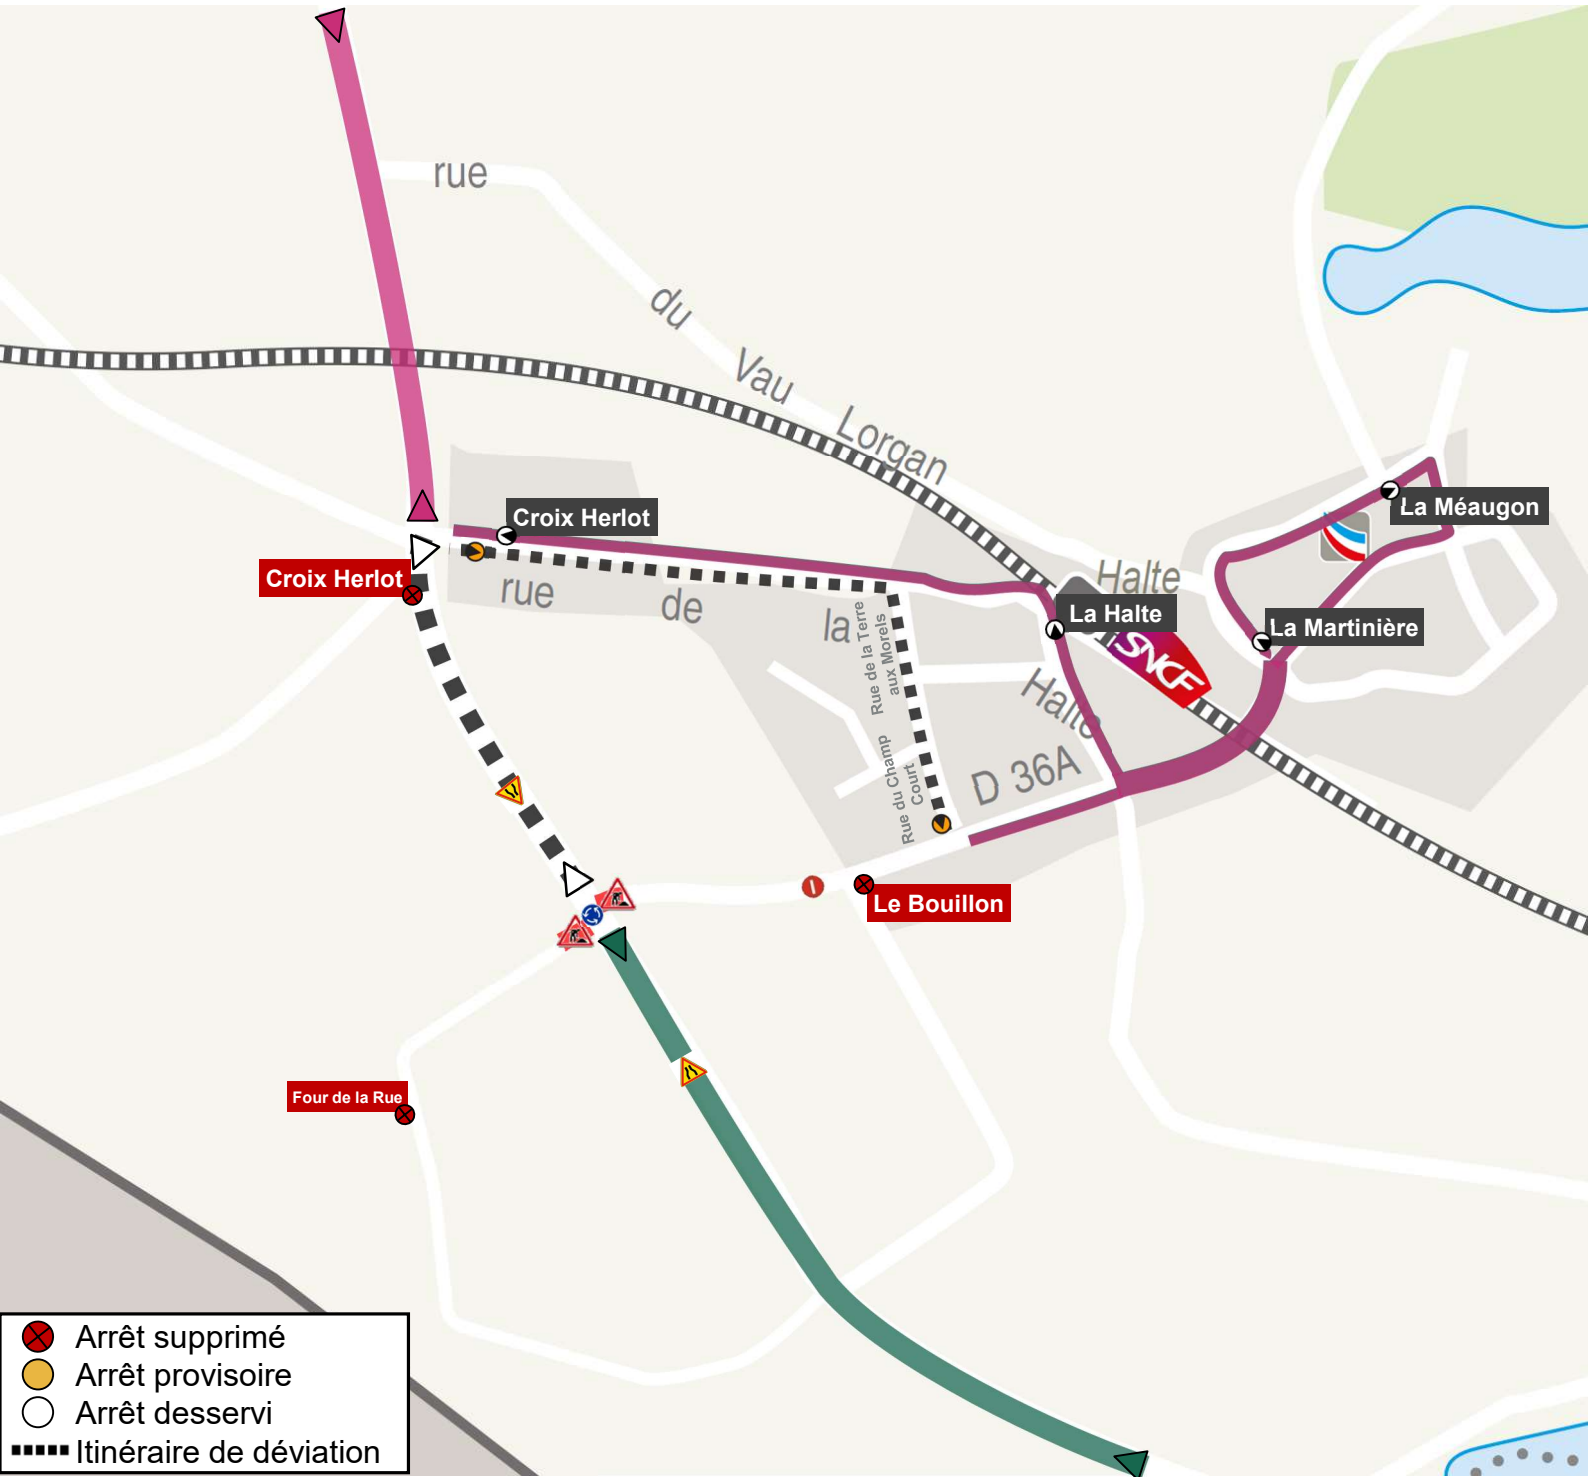 rue
du
Vau
Lorgan
Croix Herlot
La Méaugon
Croix Herlot
rue
de
la
Halte
La Halte
La Martinière
SNCF
Rue de la Terre
aux Morels
Halte
Rue du Champ
Court
D 36A
Le Bouillon
Four de la Rue
Arrêt supprimé
Arrêt provisoire
Arrêt desservi
Itinéraire de déviation